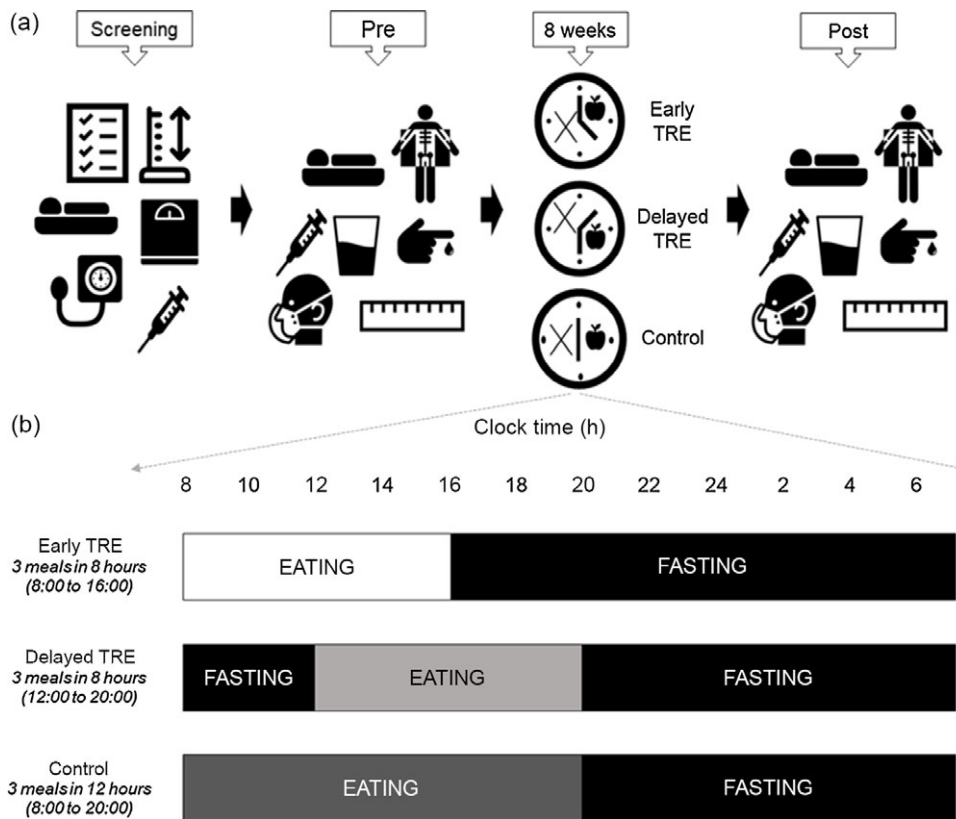 (a)
Screening
Pre
8 weeks
Post
Early
TRE
Delayed
TRE
Control
(b)
Clock time (h)
8 10 12 14 16 18 20 22 24 2 4 6
Early TRE
3 meals in 8 hours
(8:00 to 16:00)
EATING FASTING
Delayed TRE
3 meals in 8 hours
(12:00 to 20:00)
FASTING EATING FASTING
Control
3 meals in 12 hours
(8:00 to 20:00)
EATING FASTING